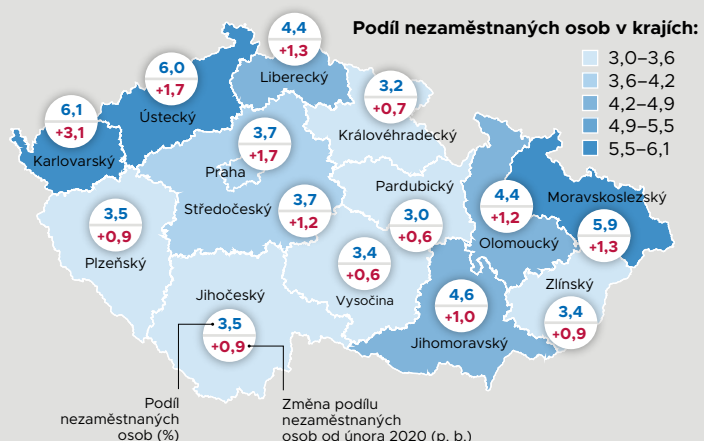 Podíl nezaměstnaných osob v krajích:
3,0–3,6
3,6–4,2
4,2–4,9
4,9–5,5
5,5–6,1
4,4
+1,3
Liberecký
6,0
+1,7
Ústecký
6,1
+3,1
Karlovarský
3,2
+0,7
Královéhradecký
3,7
+1,7
Praha
3,7
+1,2
Středočeský
Pardubický
3,0
+0,6
4,4
+1,2
Olomoucký
Moravskoslezský
5,9
+1,3
3,5
+0,9
Plzeňský
3,4
+0,6
Vysočina
Jihočeský
3,5
+0,9
4,6
+1,0
Jihomoravský
Zlínský
3,4
+0,9
Podíl
nezaměstnaných
osob (%)
Změna podílu
nezaměstnaných
osob od února 2020 (p. b.)